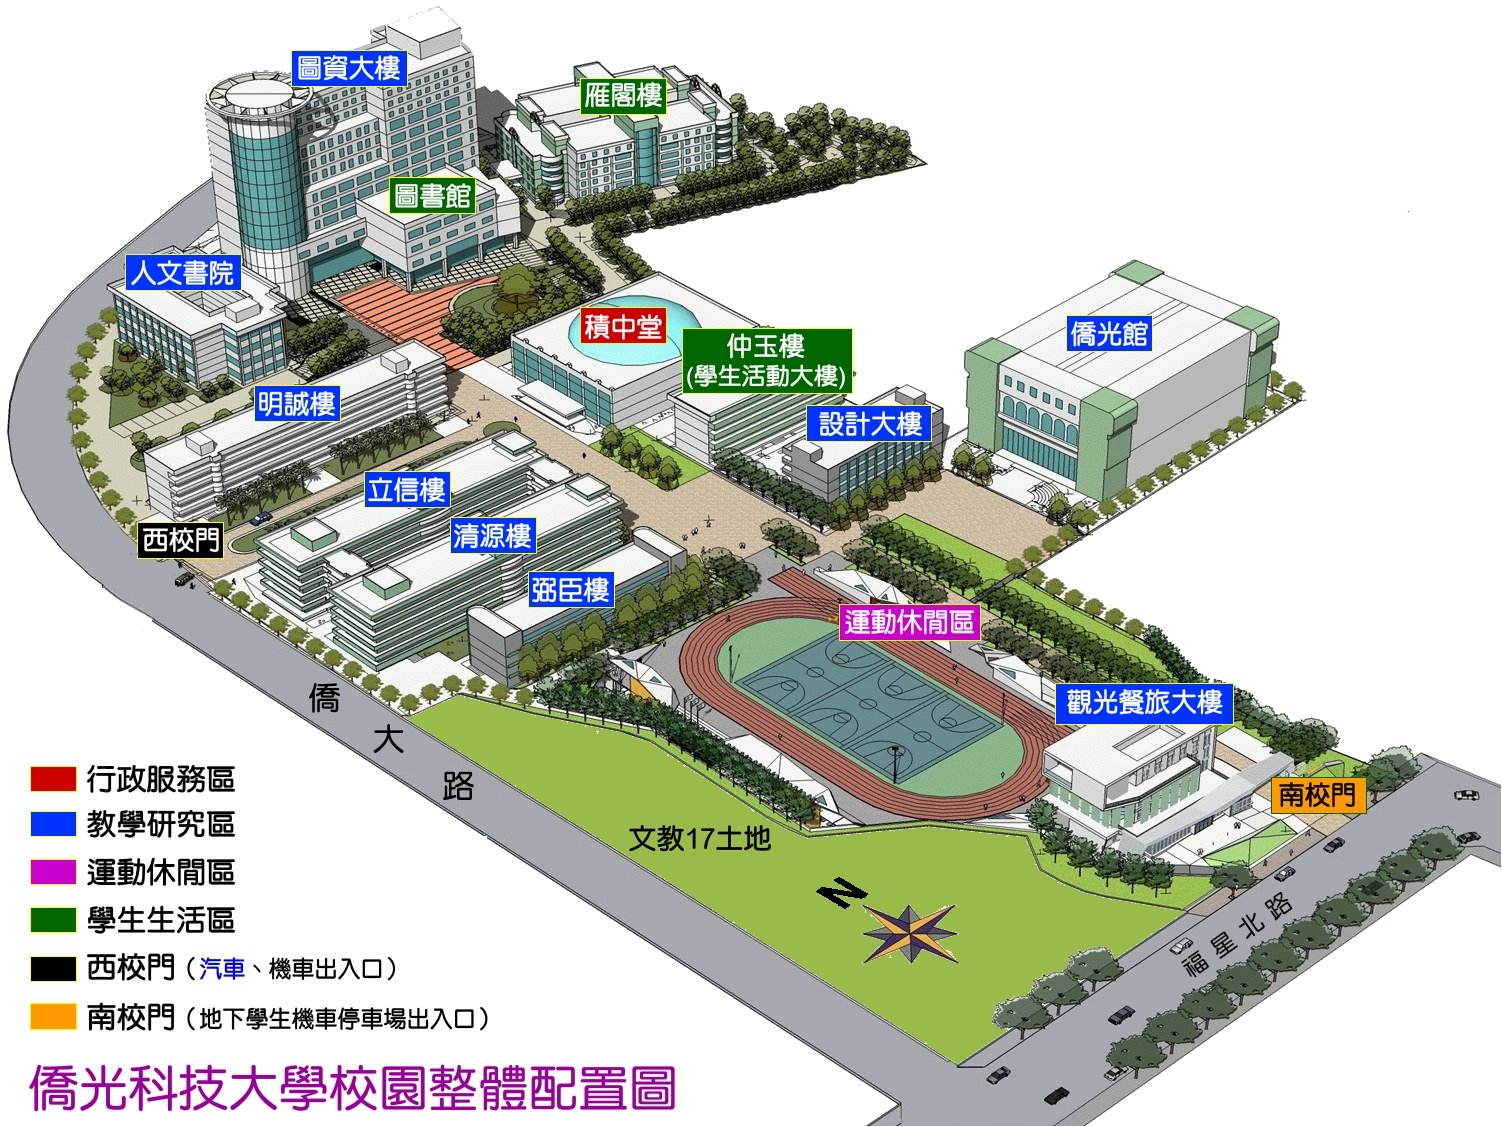 圖資大樓
雁閣樓
圖書館
人文書院
積中堂
仲玉樓
(學生活動大樓)
僑光館
明誠樓
設計大樓
立信樓
西校門
清源樓
弼臣樓
運動休閒區
觀光餐旅大樓
僑大路
南校門
文教17土地
N
福星北路
行政服務區
教學研究區
運動休閒區
學生生活區
西校門（汽車、機車出入口）
南校門（地下學生機車停車場出入口）
僑光科技大學校園整體配置圖